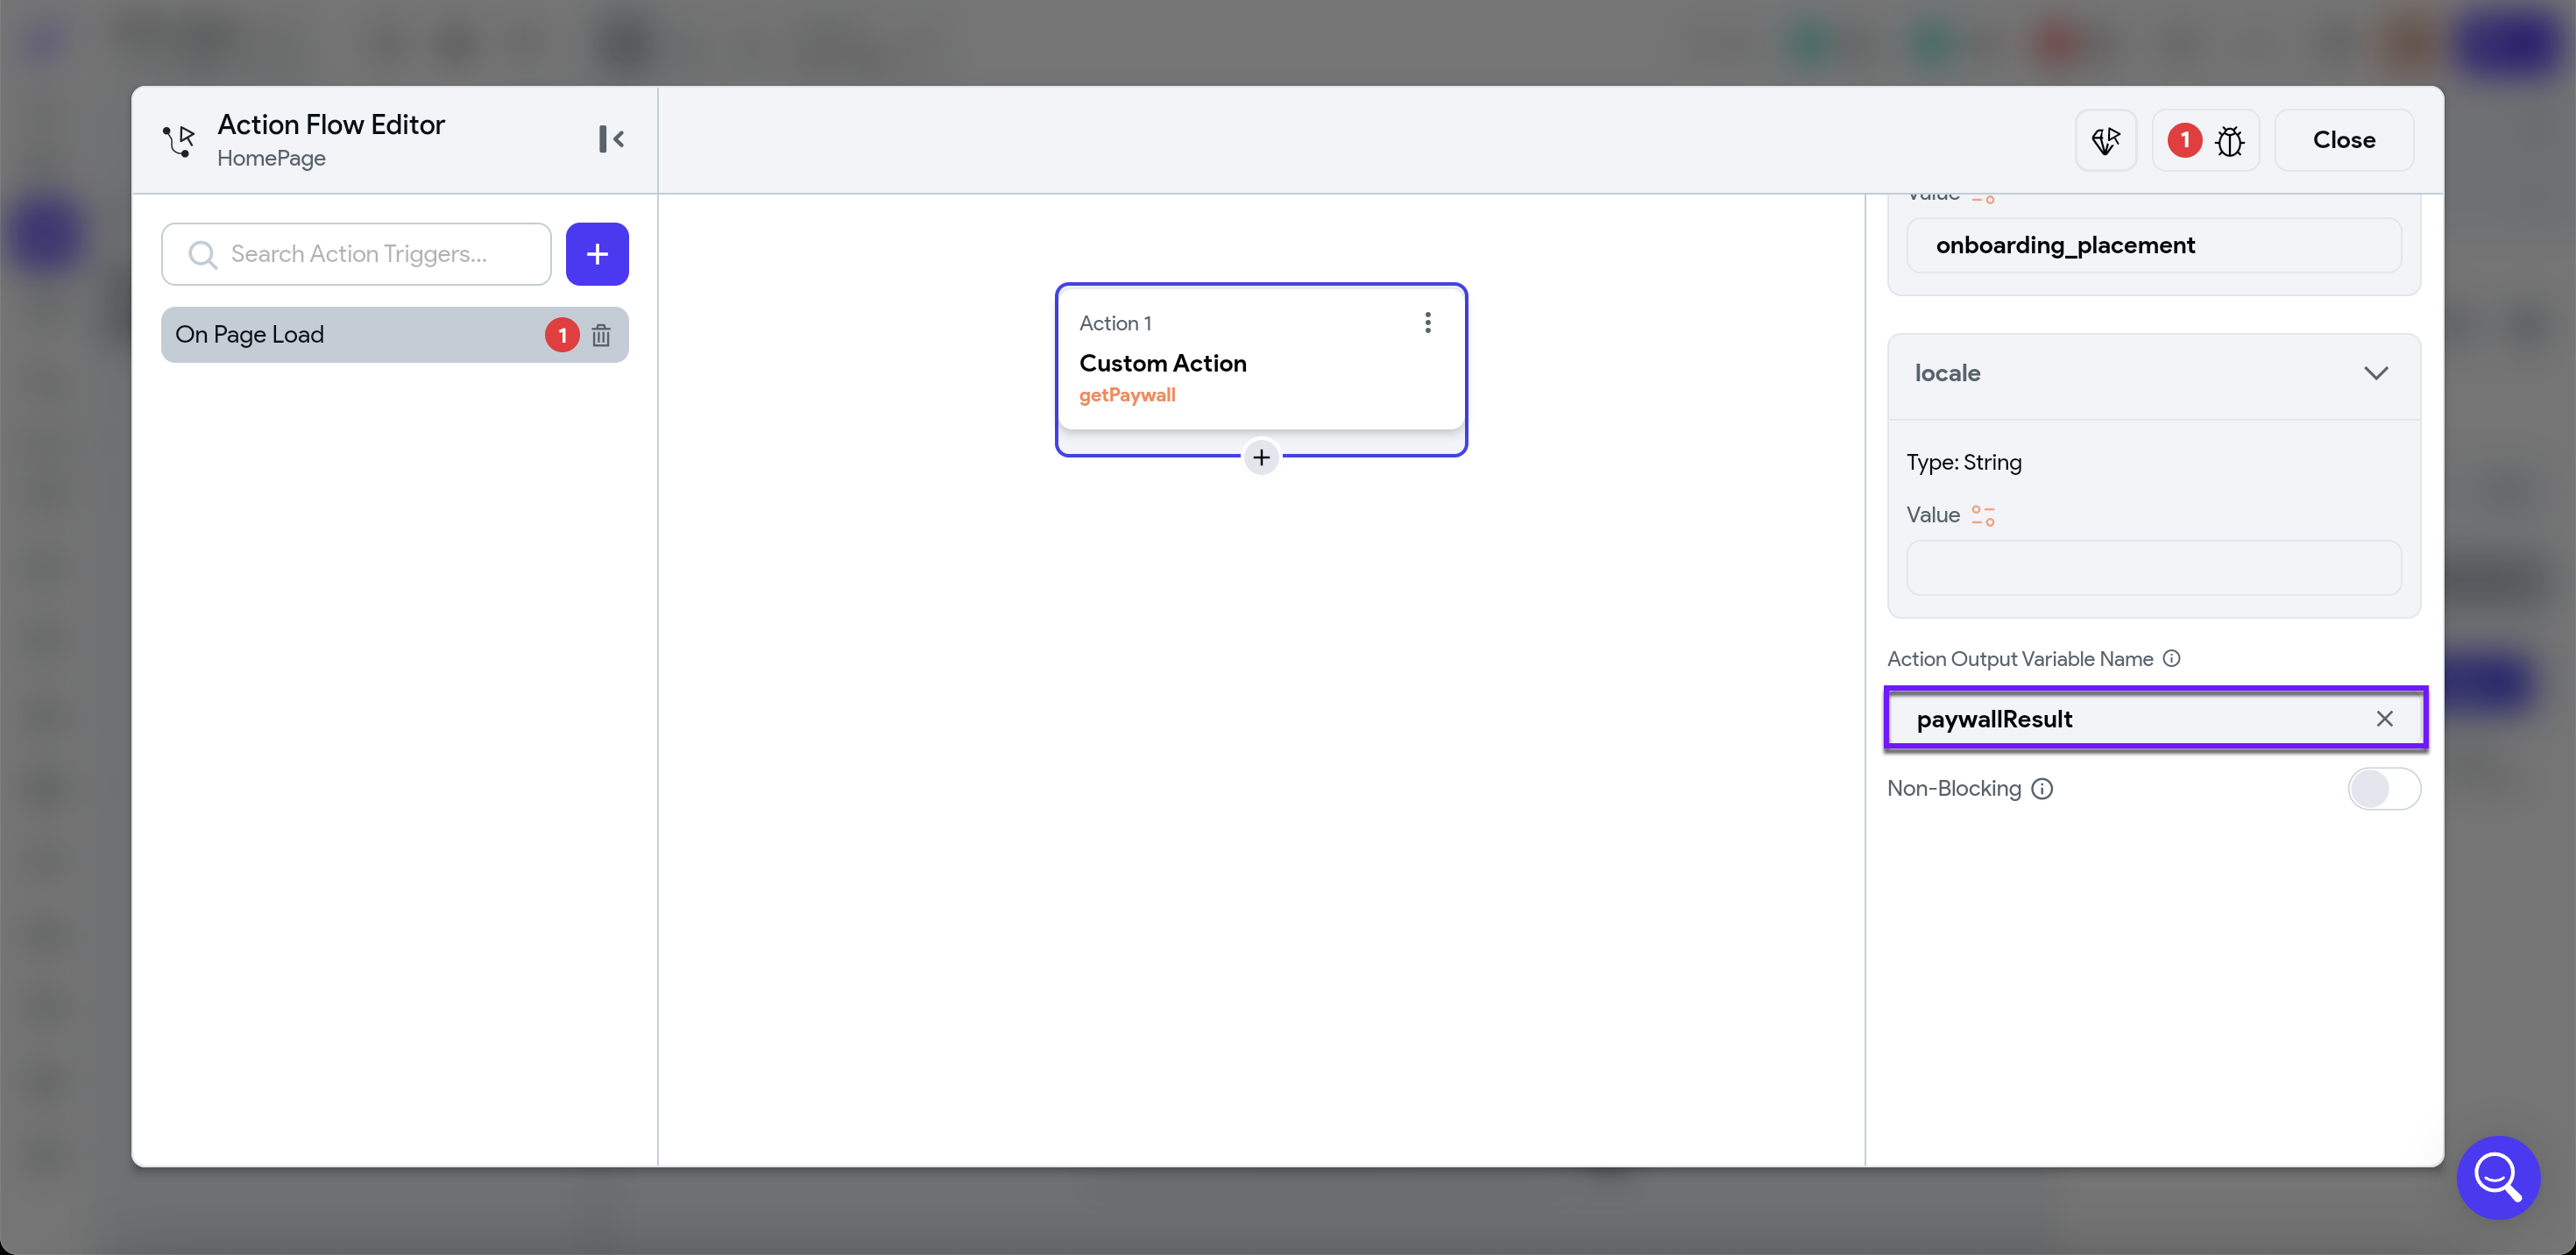 Action Flow Editor
HomePage
1
Close
Search Action Triggers...
On Page Load
1
Action 1
Custom Action
getPaywall
Value
onboarding_placement
locale
Type: String
Value
Action Output Variable Name
paywallResult
Non-Blocking